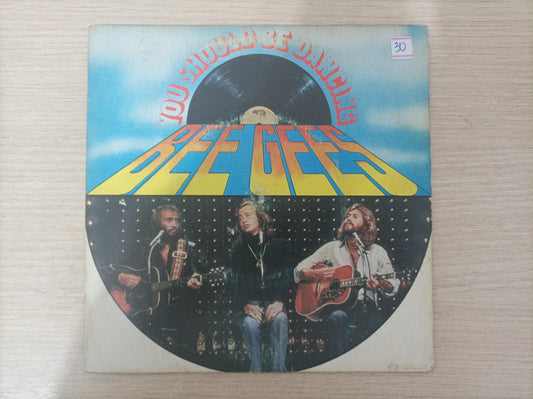 30
YOU SHOULD BE DANCING
BEE GEES